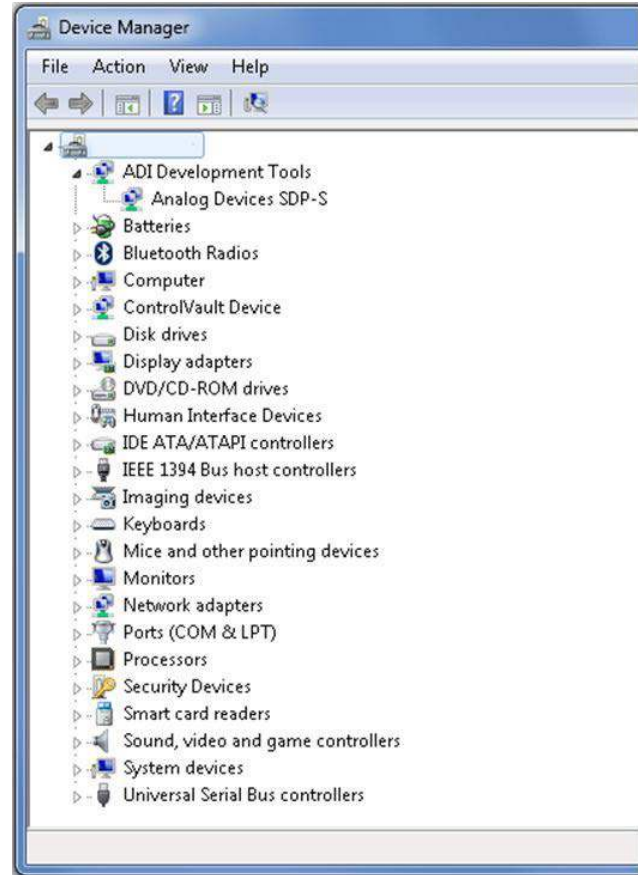 Device Manager
File Action View Help
ADI Development Tools
Analog Devices SDP-S
Batteries
Bluetooth Radios
Computer
ControlVault Device
Disk drives
Display adapters
DVD/CD-ROM drives
Human Interface Devices
IDE ATA/ATAPI controllers
IEEE 1394 Bus host controllers
Imaging devices
Keyboards
Mice and other pointing devices
Monitors
Network adapters
Ports (COM & LPT)
Processors
Security Devices
Smart card readers
Sound, video and game controllers
System devices
Universal Serial Bus controllers